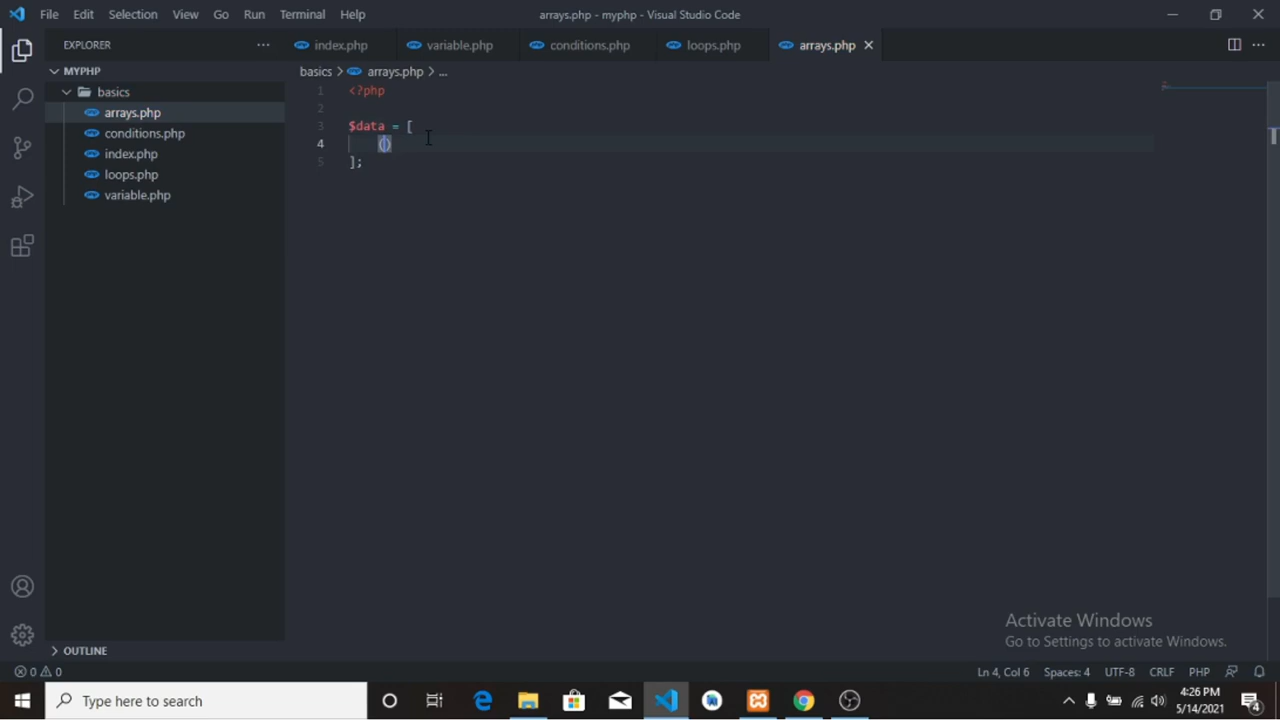 File Edit Selection View Go Run Terminal Help
arrays.php - myphp - Visual Studio Code
EXPLORER
index.php
variable.php
conditions.php
loops.php
arrays.php
MYPHP
basics
arrays.php
conditions.php
index.php
loops.php
variable.php
basics > arrays.php > ...
1 <?php
2
3 $data = [
4 ()
5 ];
OUTLINE
Activate Windows
Go to Settings to activate Windows.
0 0
Ln 4, Col 6 Spaces: 4 UTF-8 CRLF PHP
Type here to search
4:26 PM
5/14/2021
4